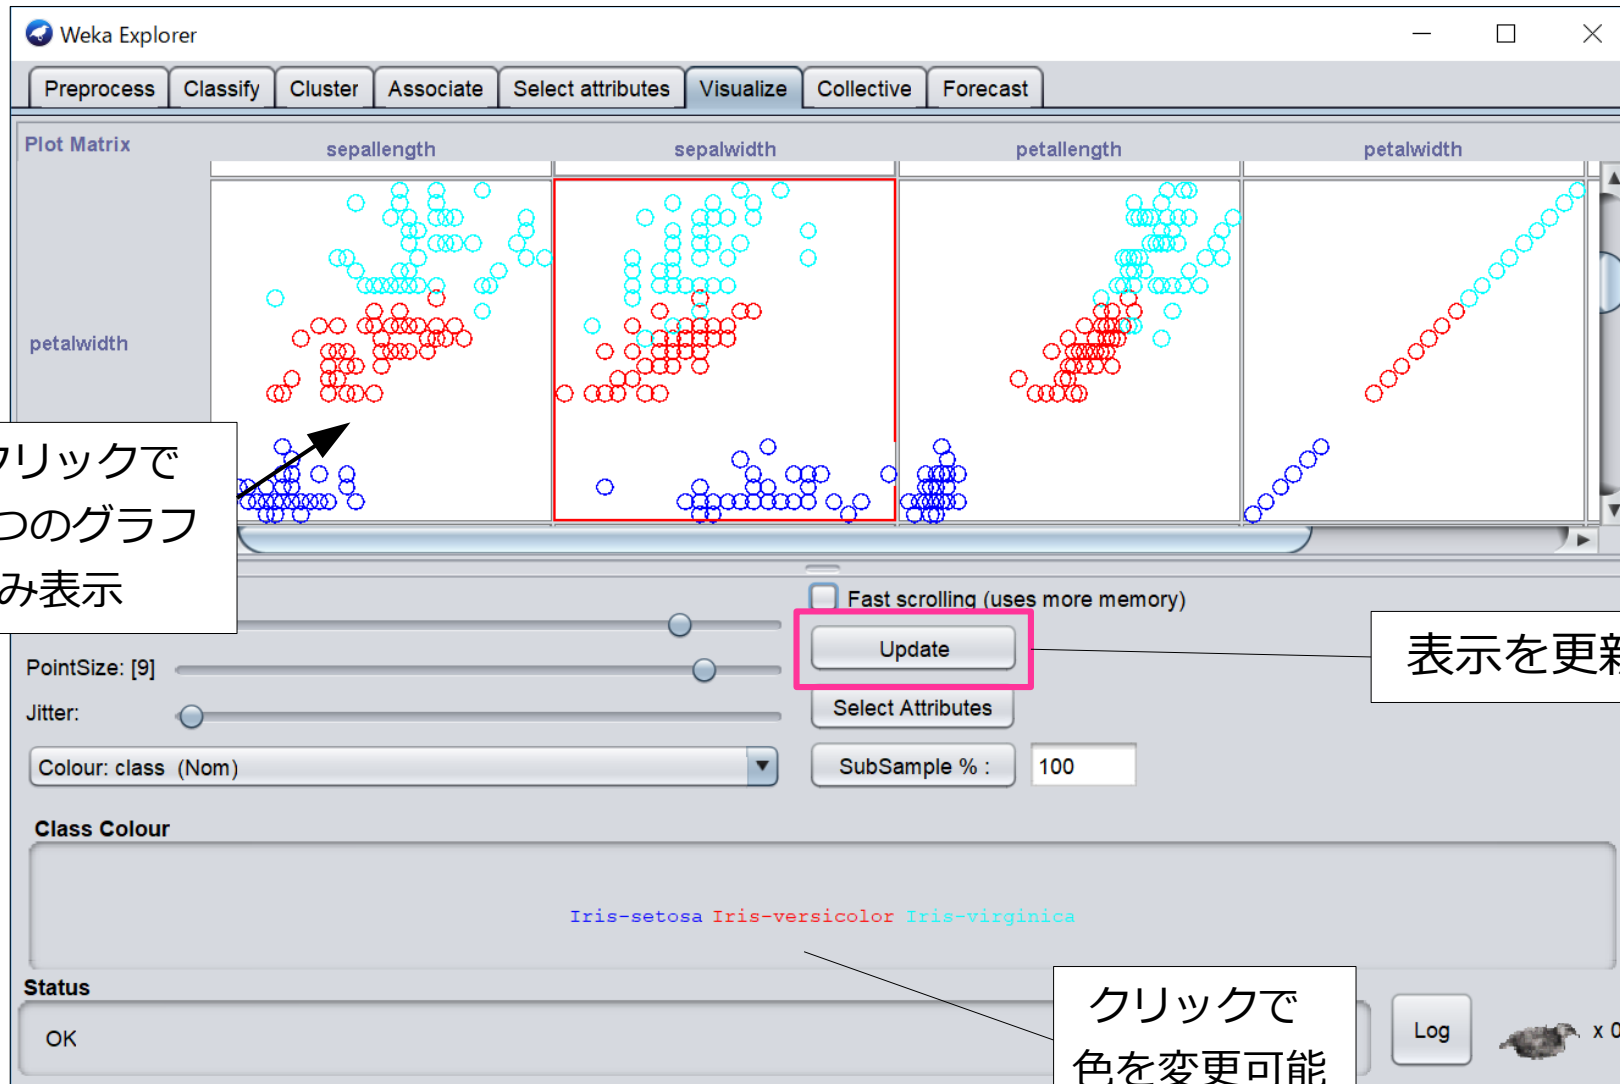 Weka Explorer
Preprocess Classify Cluster Associate Select attributes Visualize Collective Forecast
Plot Matrix sepallength sepalwidth petallength petalwidth
petalwidth
クリックで
つのグラフ
み表示
Fast scrolling (uses more memory)
Update
表示を更新
PointSize: [9]
Select Attributes
Jitter:
Colour: class (Nom)
SubSample % : 100
Class Colour
Iris-setosa Iris-versicolor Iris-virginica
Status
クリックで
色を変更可能
OK
Log
x 0